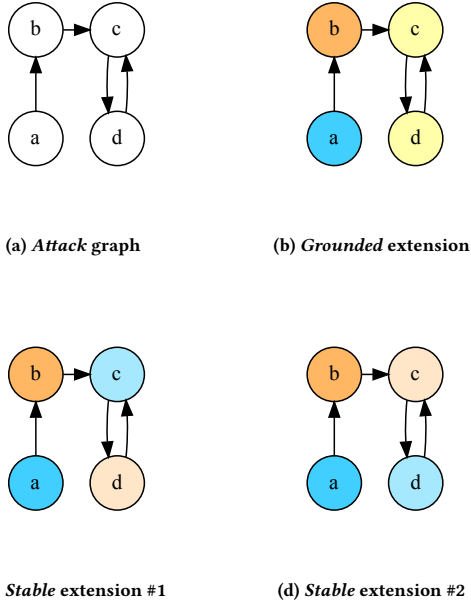 b c
a d
(a) Attack graph
b c
a d
(b) Grounded extension
b c
a d
Stable extension #1
b c
a d
(d) Stable extension #2